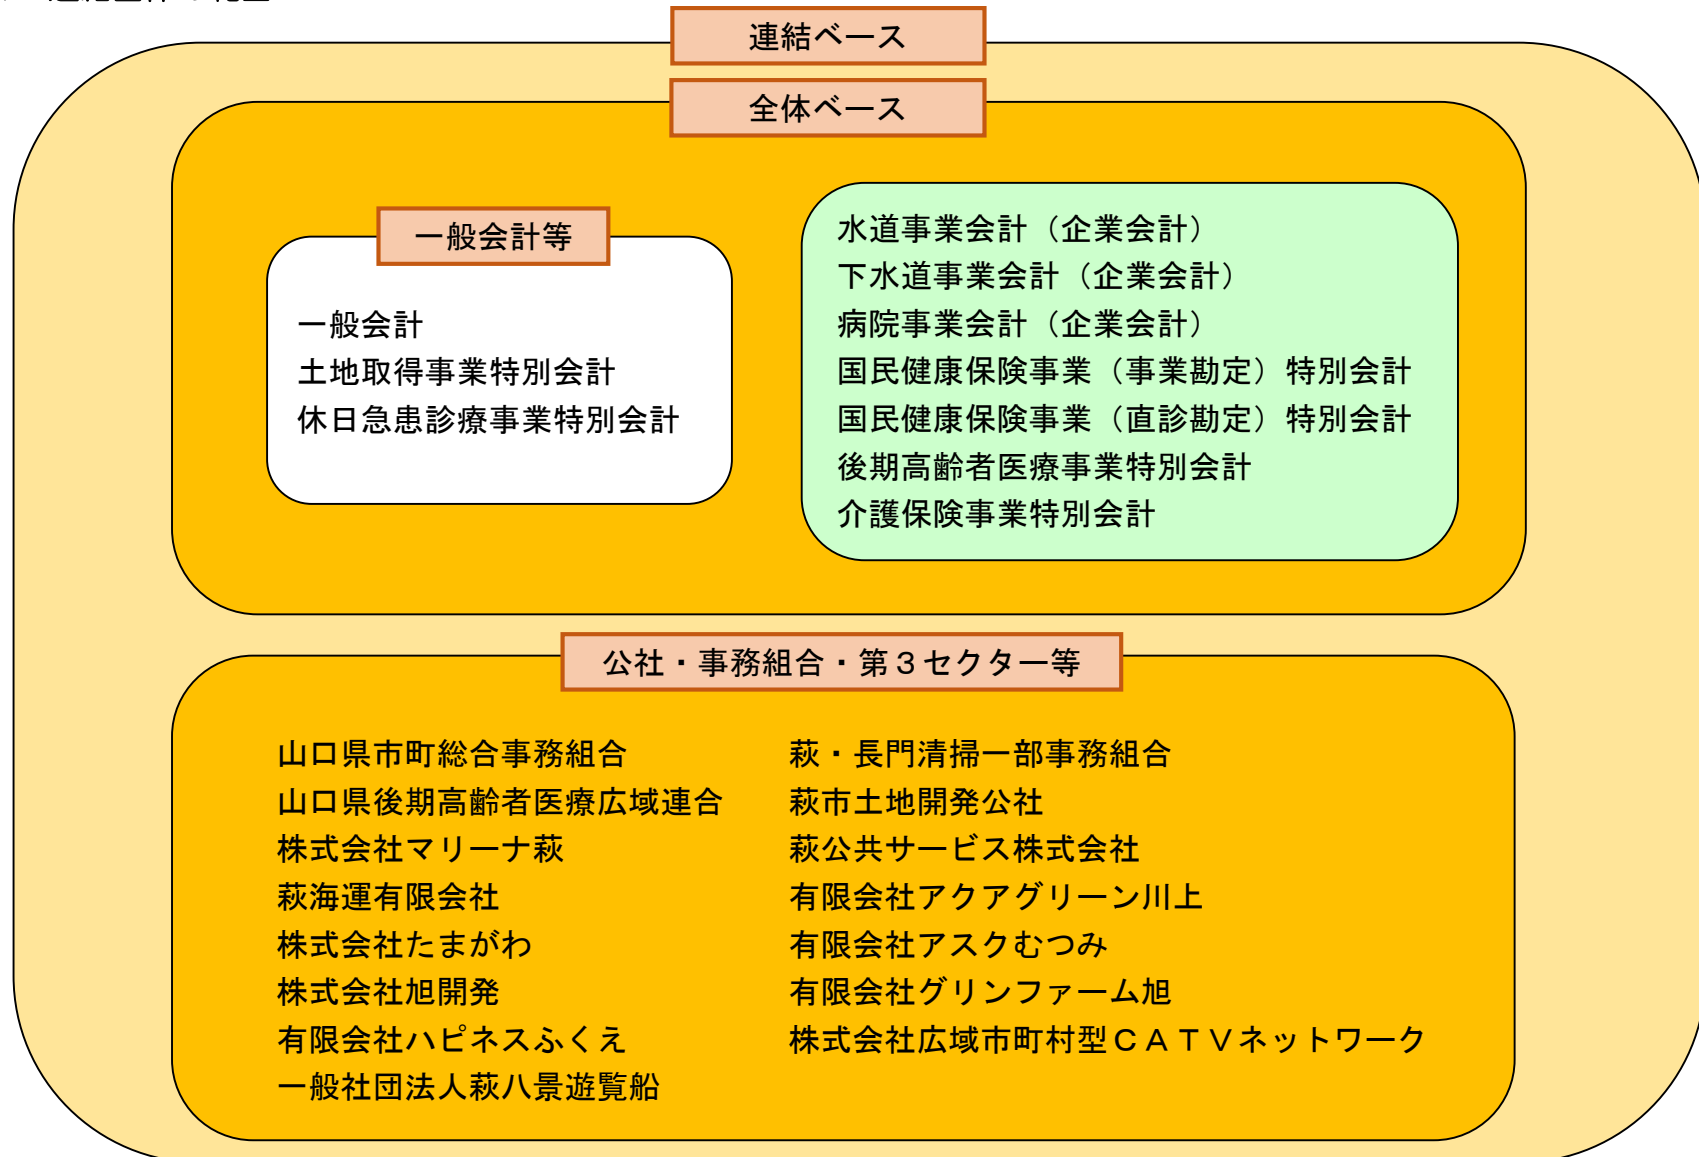 連結ベース
全体ベース
一般会計等
一般会計
土地取得事業特別会計
休日急患診療事業特別会計
水道事業会計（企業会計）
下水道事業会計（企業会計）
病院事業会計（企業会計）
国民健康保険事業（事業勘定）特別会計
国民健康保険事業（直診勘定）特別会計
後期高齢者医療事業特別会計
介護保険事業特別会計
公社・事務組合・第３セクター等
山口県市町総合事務組合
山口県後期高齢者医療広域連合
株式会社マリーナ萩
萩海運有限会社
株式会社たまがわ
株式会社旭開発
有限会社ハピネスふくえ
一般社団法人萩八景遊覧船
萩・長門清掃一部事務組合
萩市土地開発公社
萩公共サービス株式会社
有限会社アクアグリーン川上
有限会社アスクむつみ
有限会社グリンファーム旭
株式会社広域市町村型ＣＡＴＶネットワーク